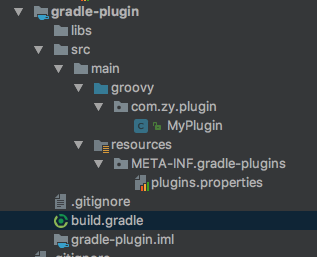 gradle-plugin
libs
src
main
groovy
com.zy.plugin
MyPlugin
resources
META-INF.gradle-plugins
plugins.properties
.gitignore
build.gradle
gradle-plugin.iml
.gitignore